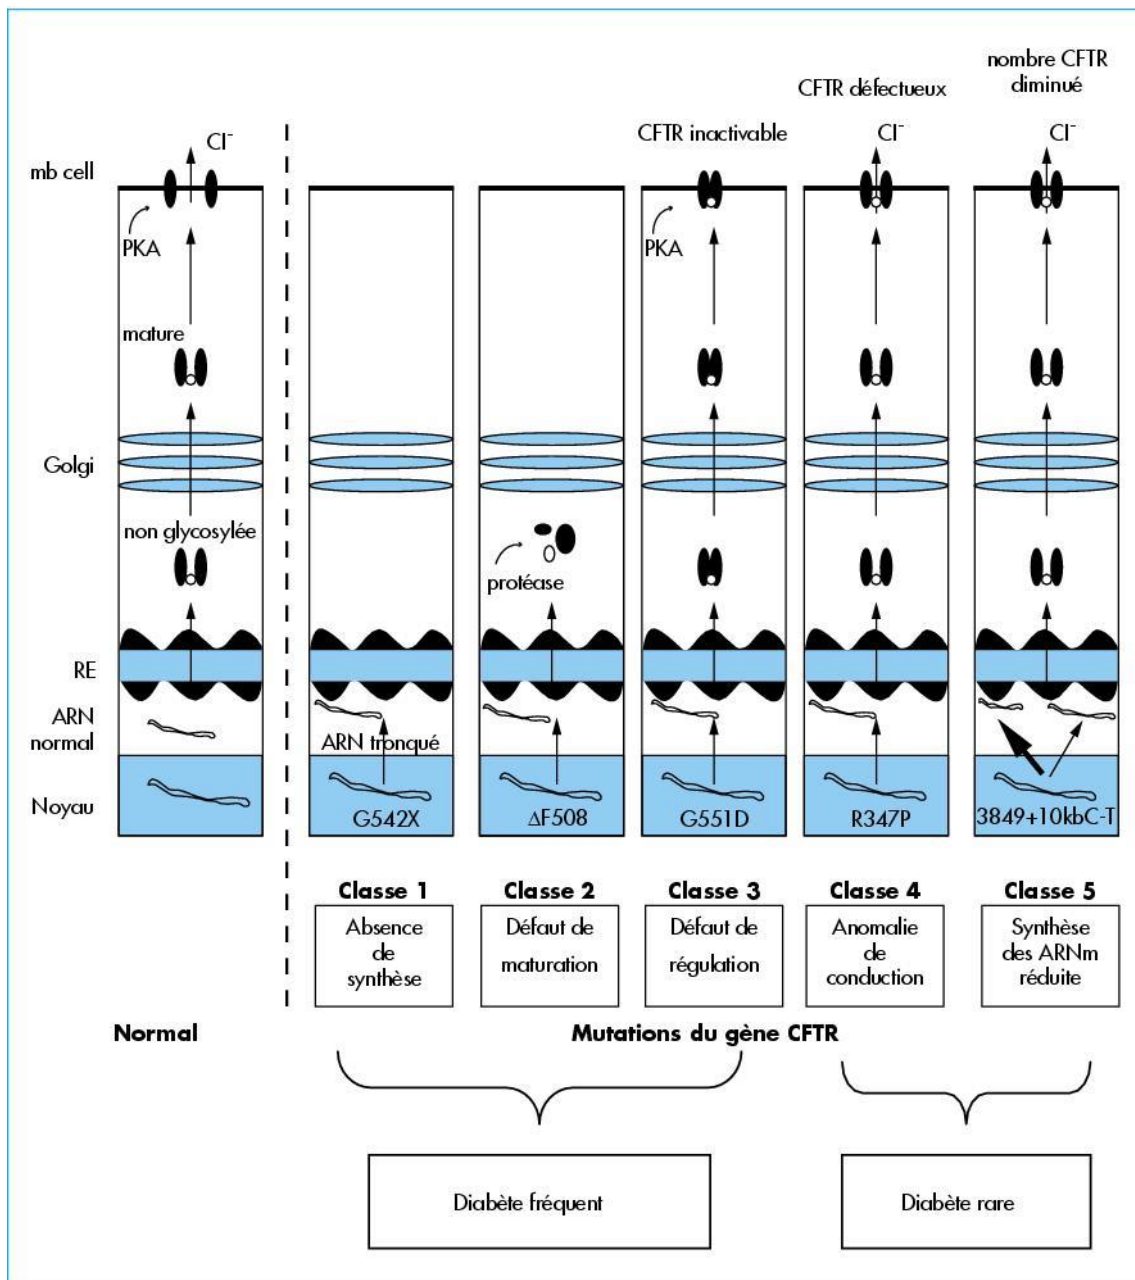 nombre CFTR
diminué
CFTR défectueux
CFTR inactivable
Cl⁻
Cl⁻
Cl⁻
mb cell
PKA
PKA
mature
Golgi
non glycosylée
protéase
RE
ARN
normal
ARN tronqué
Noyau
G542X
ΔF508
G551D
R347P
3849+10kbC-T
Classe 1
Classe 2
Classe 3
Classe 4
Classe 5
Absence
de
synthèse
Défaut de
maturation
Défaut de
régulation
Anomalie
de
conduction
Synthèse
des ARNm
réduite
Normal
Mutations du gène CFTR
Diabète fréquent
Diabète rare